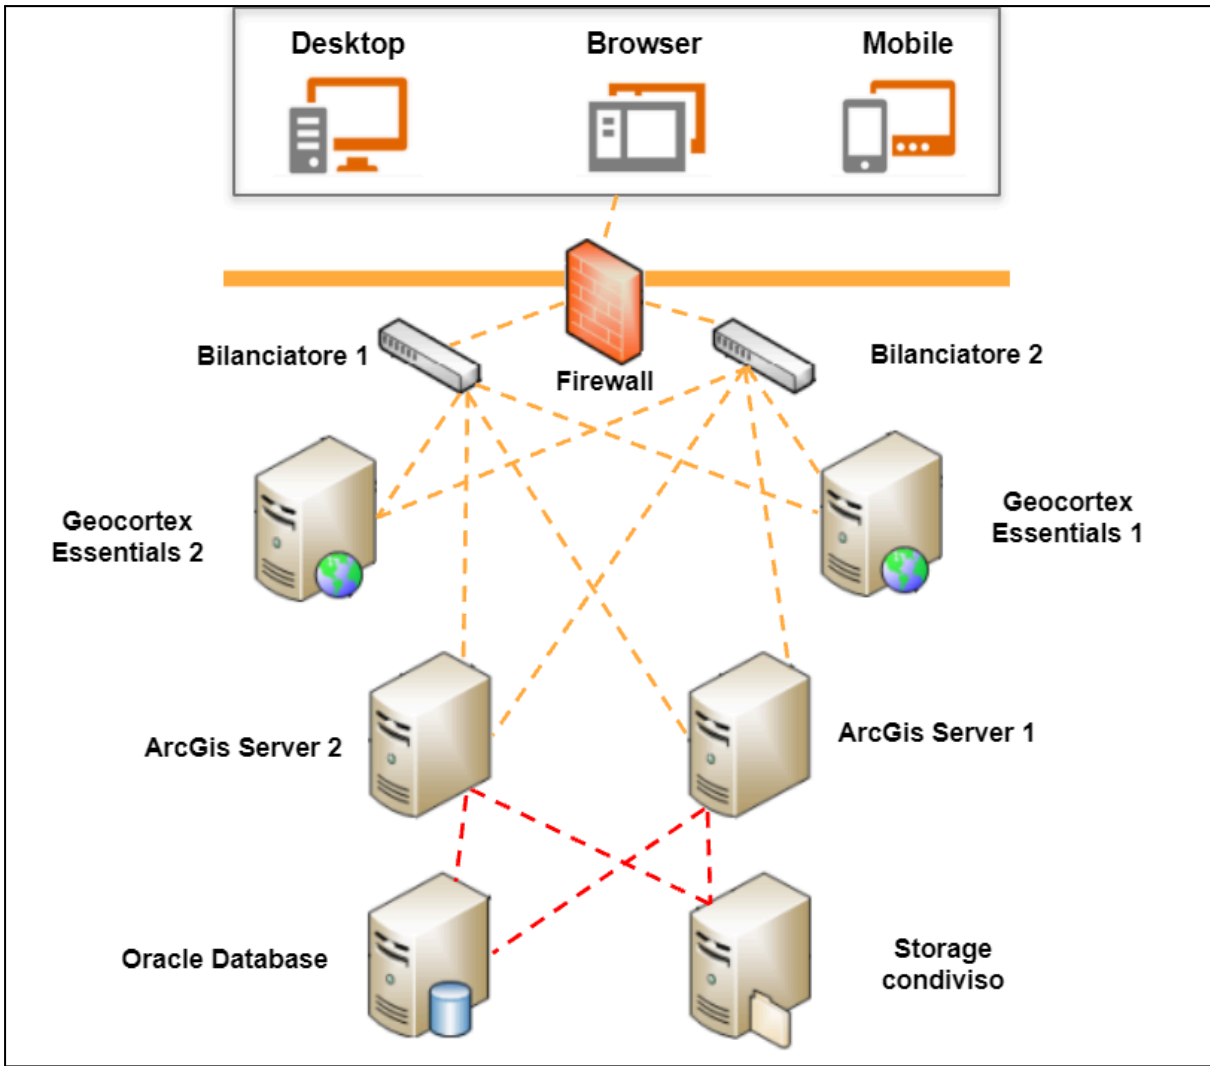 Desktop
Browser
Mobile
Bilanciatore 1
Firewall
Bilanciatore 2
Geocortex
Essentials 2
Geocortex
Essentials 1
ArcGis Server 2
ArcGis Server 1
Oracle Database
Storage
condiviso